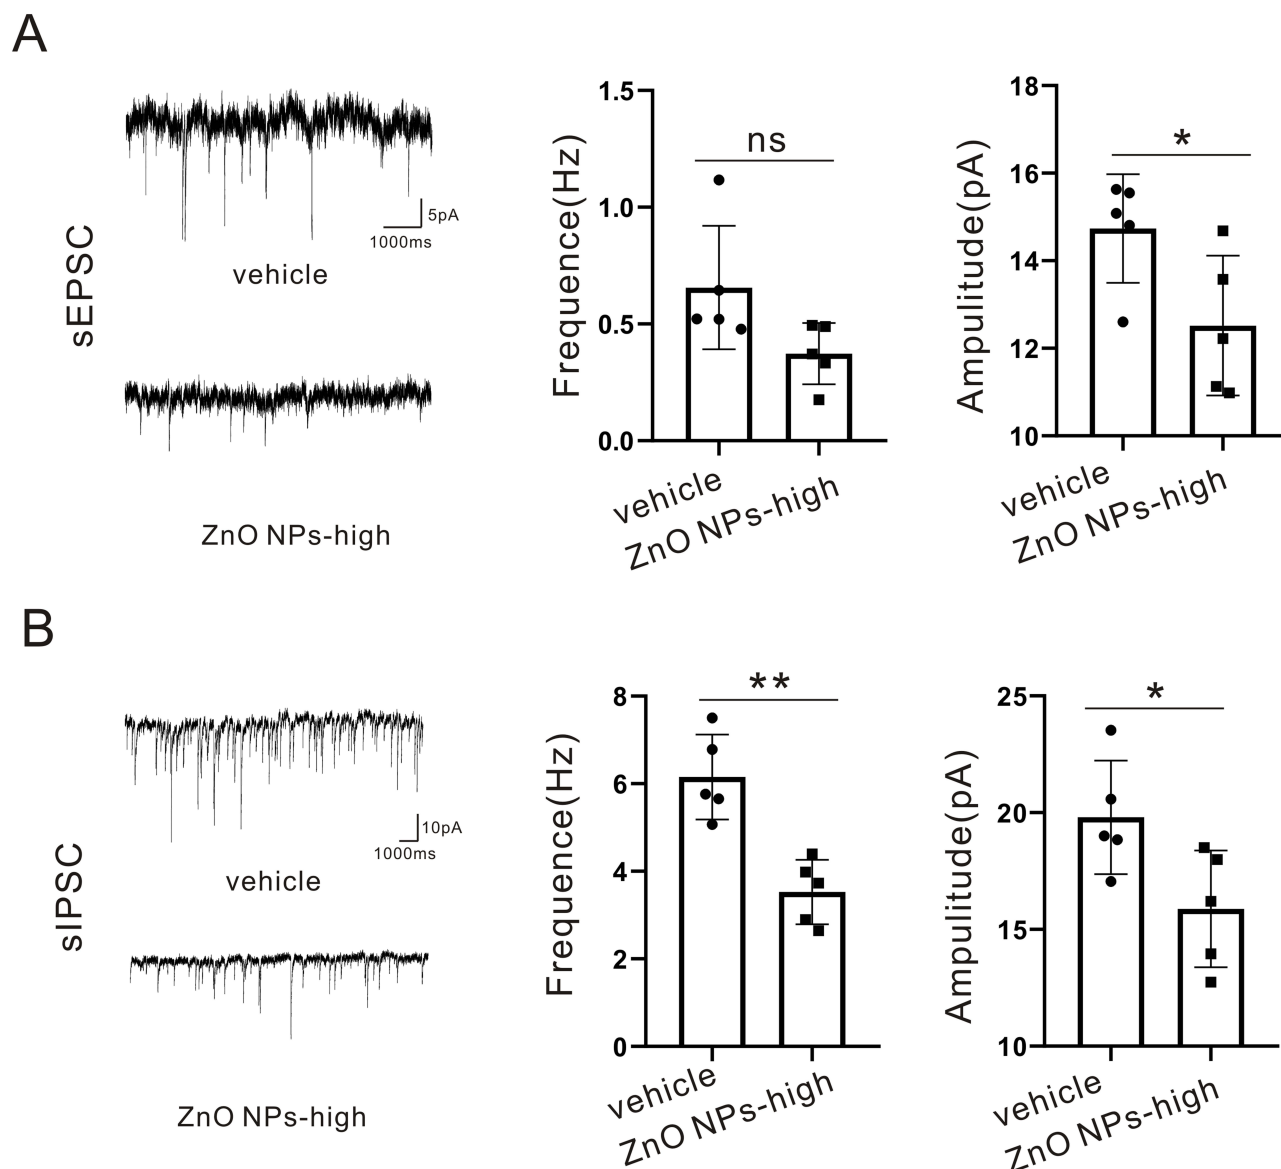 A
sEPSC
5pA
1000ms
vehicle
ZnO NPs-high
Frequence(Hz)
1.5
1.0
0.5
0.0
ns
vehicle
ZnO NPs-high
Ampulitude(pA)
18
16
14
12
10
*
vehicle
ZnO NPs-high
B
sIPSC
10pA
1000ms
vehicle
ZnO NPs-high
Frequence(Hz)
8
6
4
2
0
**
vehicle
ZnO NPs-high
Ampulitude(pA)
25
20
15
10
*
vehicle
ZnO NPs-high